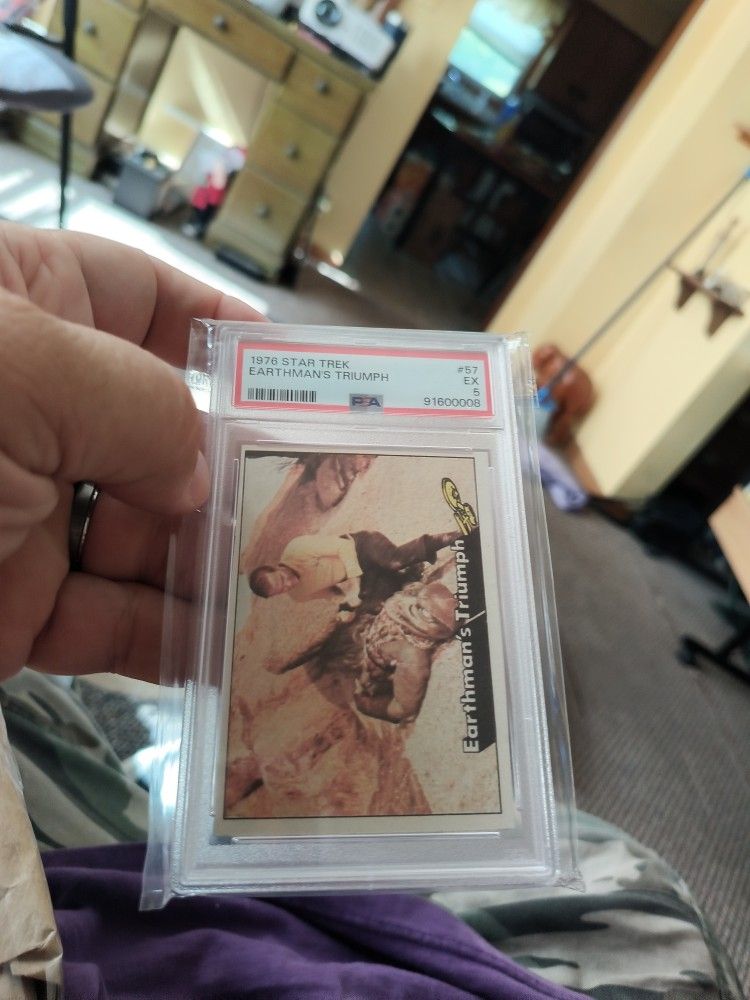 1976 STAR TREK #57
EARTHMAN'S TRIUMPH EX
5
PSA 91600008
Earthman's Triumph